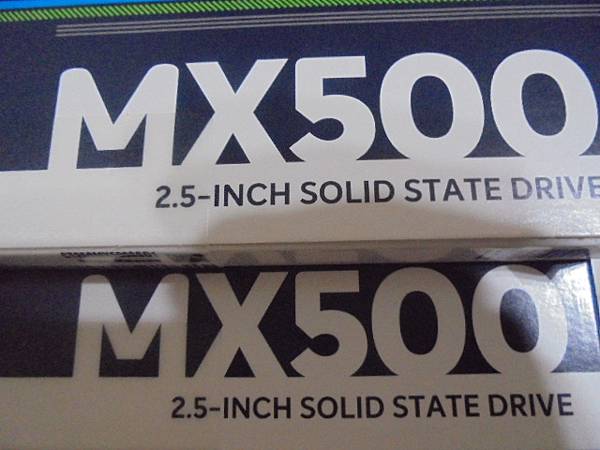 MX500
2.5-INCH SOLID STATE DRIVE
MX500
2.5-INCH SOLID STATE DRIVE